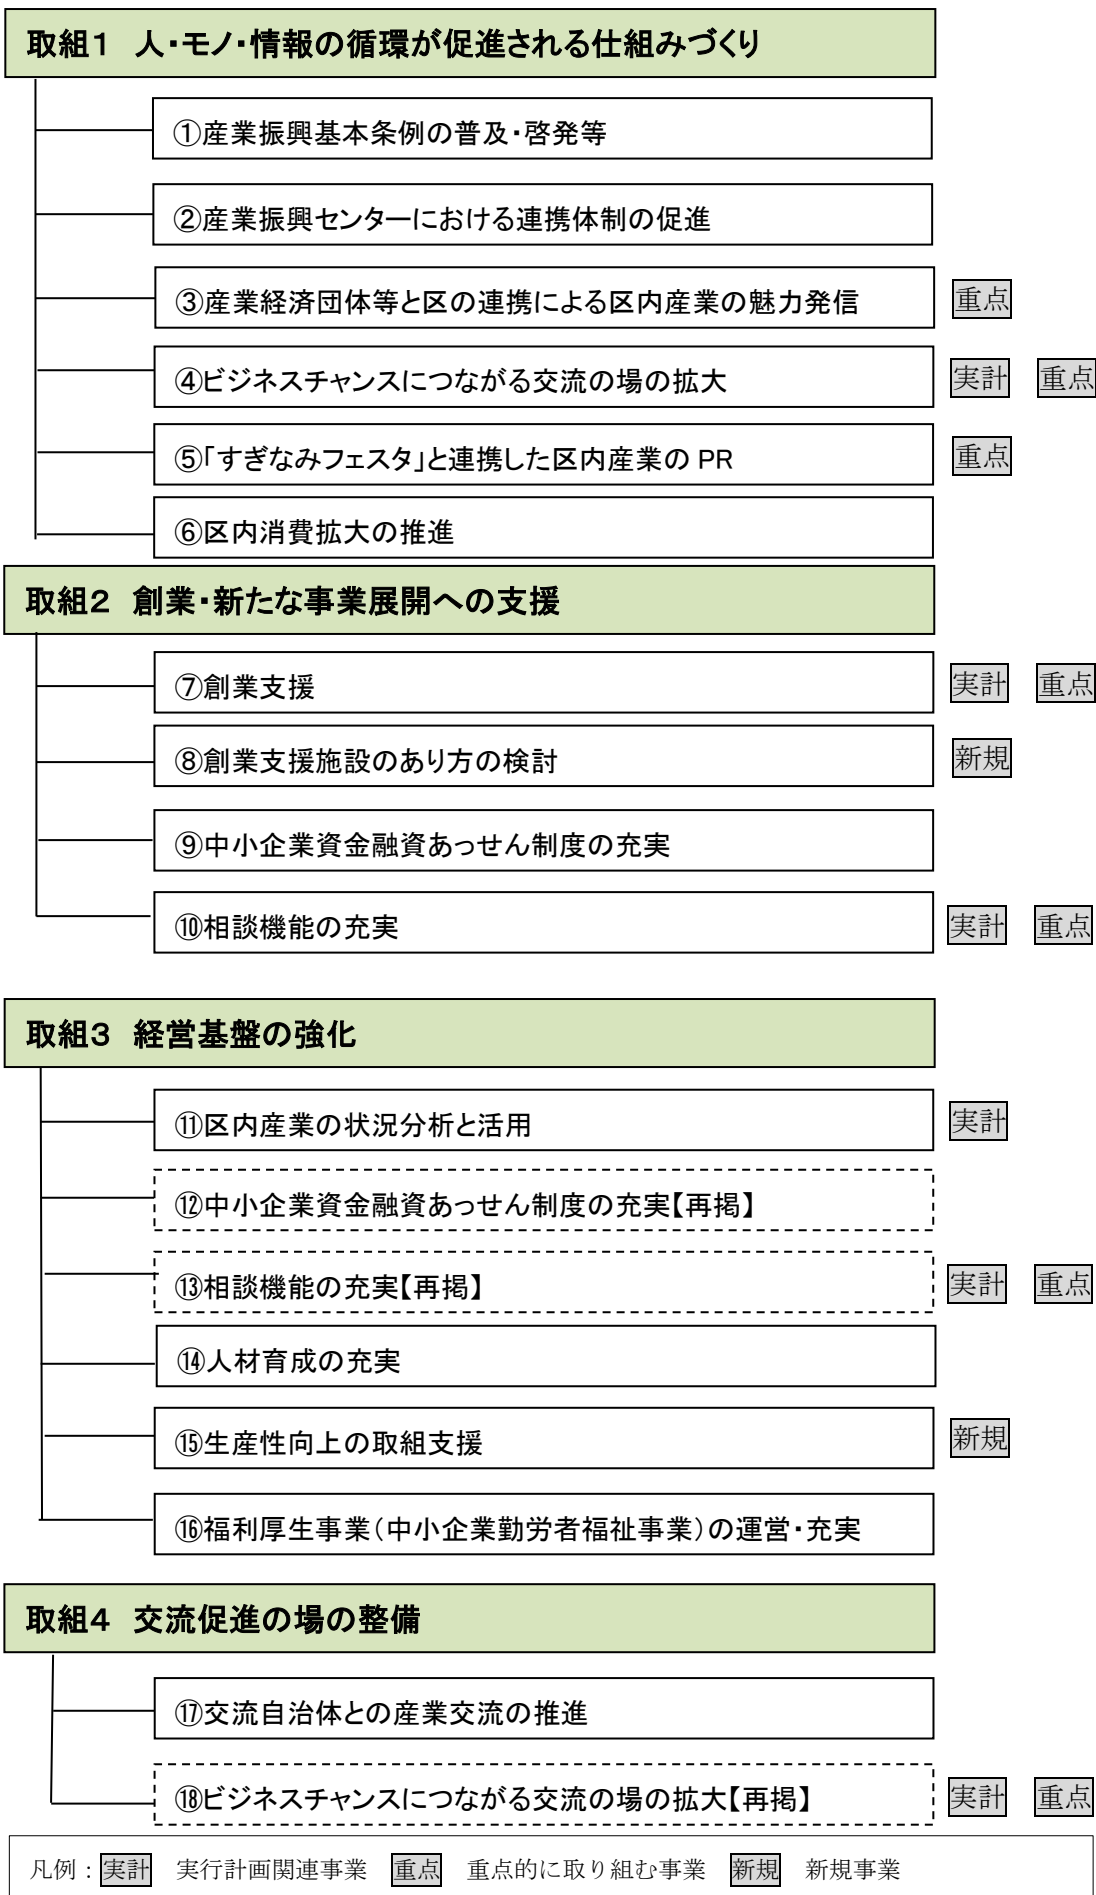 取組1 人・モノ・情報の循環が促進される仕組みづくり
①産業振興基本条例の普及・啓発等
②産業振興センターにおける連携体制の促進
③産業経済団体等と区の連携による区内産業の魅力発信 重点
④ビジネスチャンスにつながる交流の場の拡大 実計 重点
⑤「すぎなみフェスタ」と連携した区内産業の PR 重点
⑥区内消費拡大の推進
取組2 創業・新たな事業展開への支援
⑦創業支援 実計 重点
⑧創業支援施設のあり方の検討 新規
⑨中小企業資金融資あっせん制度の充実
⑩相談機能の充実 実計 重点
取組3 経営基盤の強化
⑪区内産業の状況分析と活用 実計
⑫中小企業資金融資あっせん制度の充実【再掲】
⑬相談機能の充実【再掲】 実計 重点
⑭人材育成の充実
⑮生産性向上の取組支援 新規
⑯福利厚生事業(中小企業勤労者福祉事業)の運営・充実
取組4 交流促進の場の整備
⑰交流自治体との産業交流の推進
⑱ビジネスチャンスにつながる交流の場の拡大【再掲】 実計 重点
凡例:実計 実行計画関連事業 重点 重点的に取り組む事業 新規 新規事業